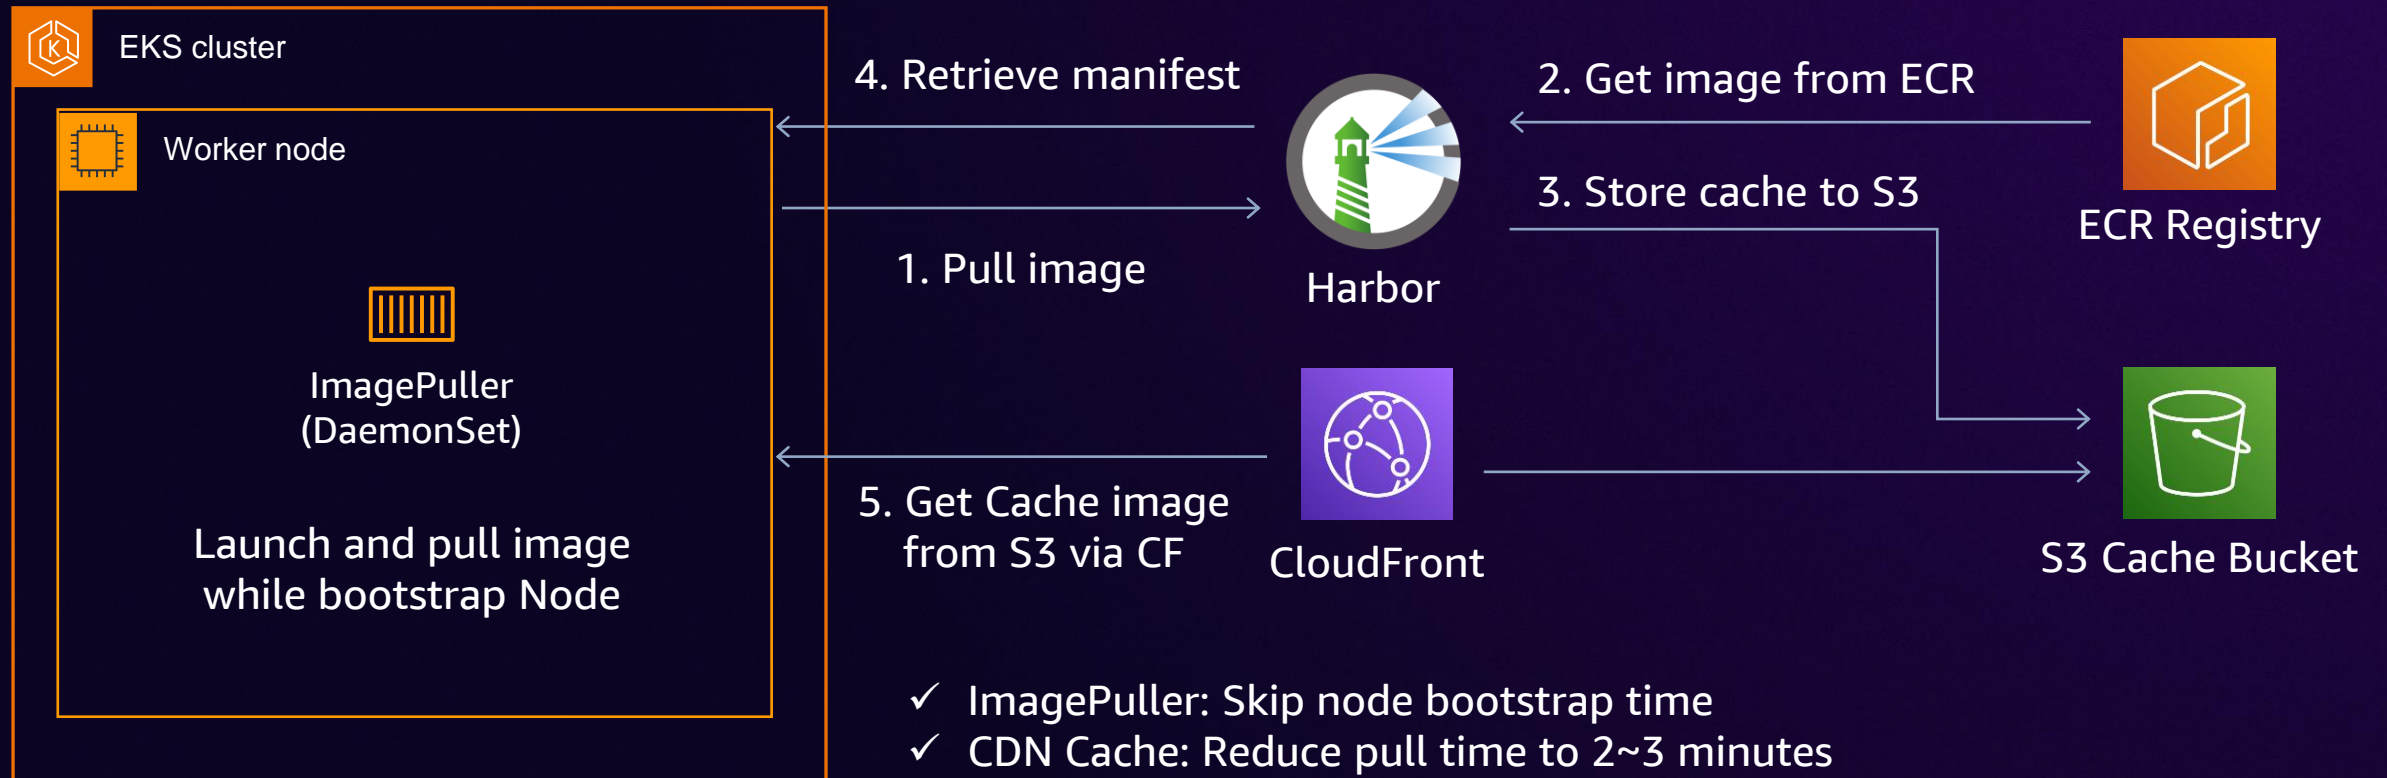 EKS cluster
Worker node
ImagePuller
(DaemonSet)
Launch and pull image
while bootstrap Node
4. Retrieve manifest
1. Pull image
Harbor
2. Get image from ECR
3. Store cache to S3
ECR Registry
5. Get Cache image
from S3 via CF
CloudFront
S3 Cache Bucket
✓ ImagePuller: Skip node bootstrap time
✓ CDN Cache: Reduce pull time to 2~3 minutes